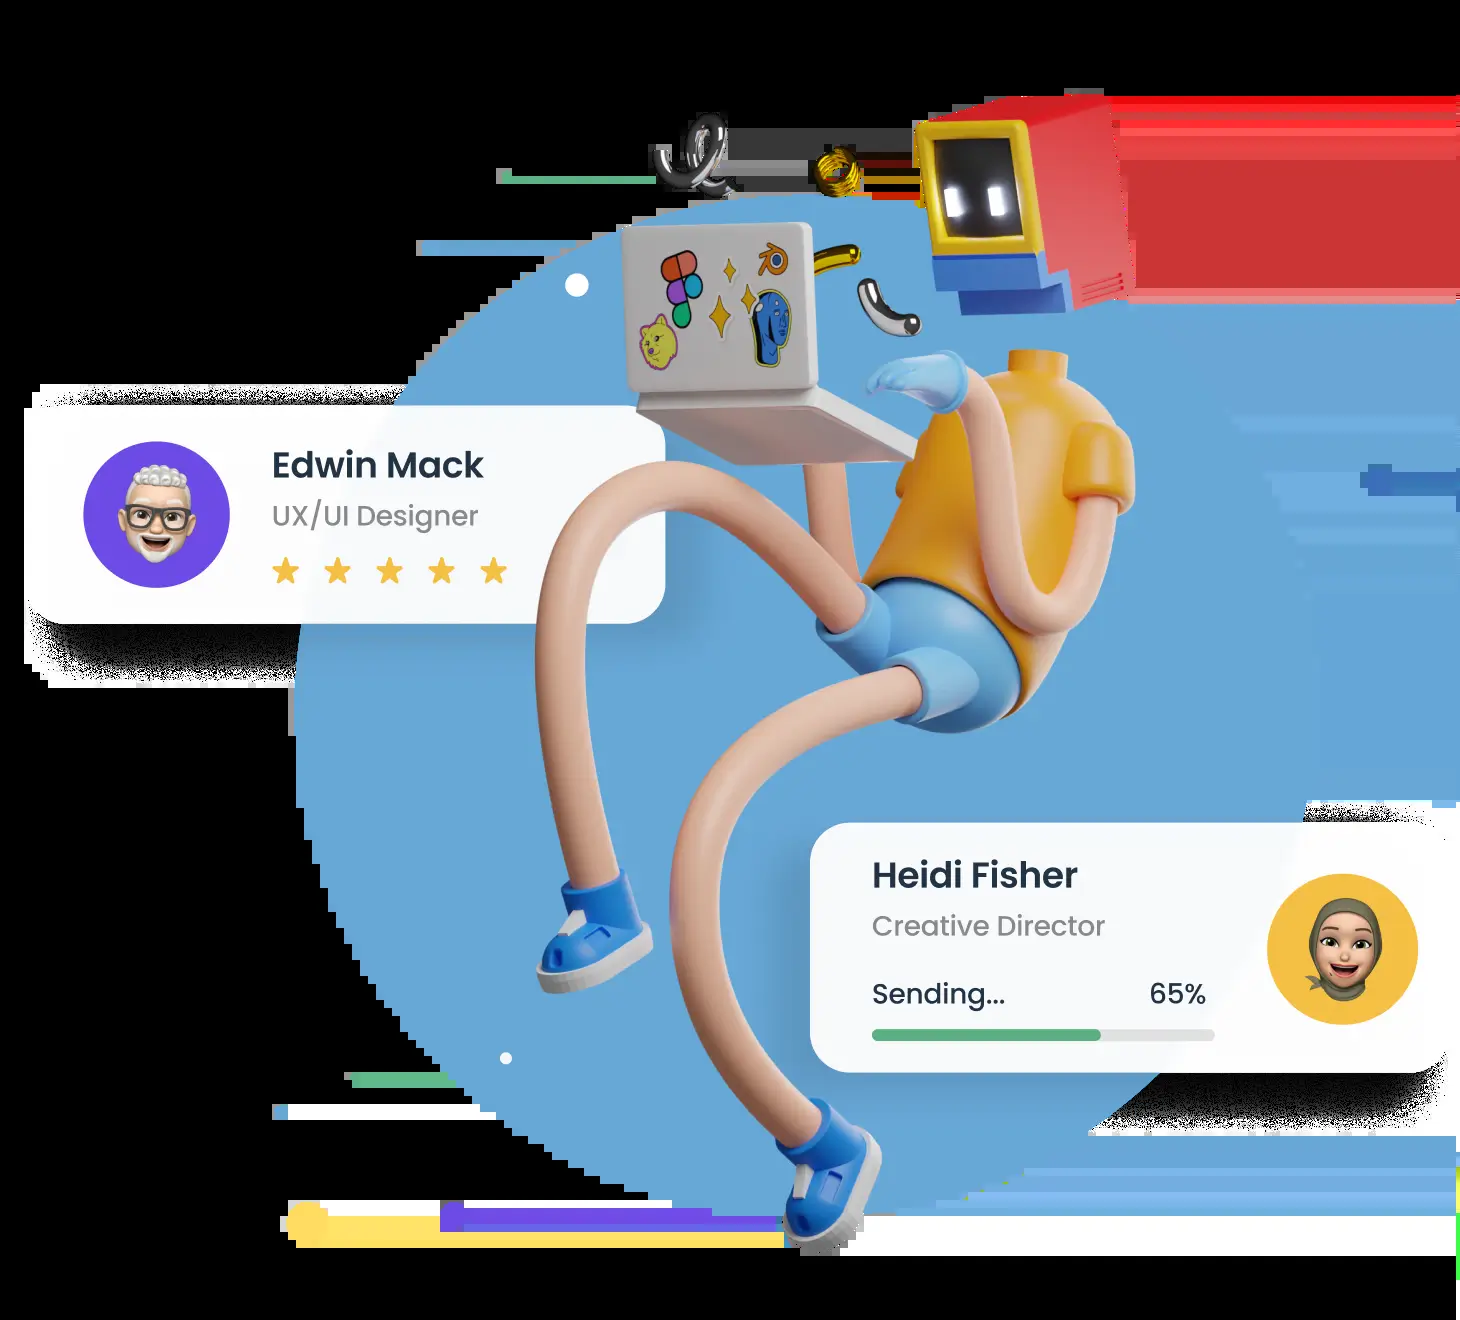 Edwin Mack
UX/UI Designer
Heidi Fisher
Creative Director
Sending... 65%